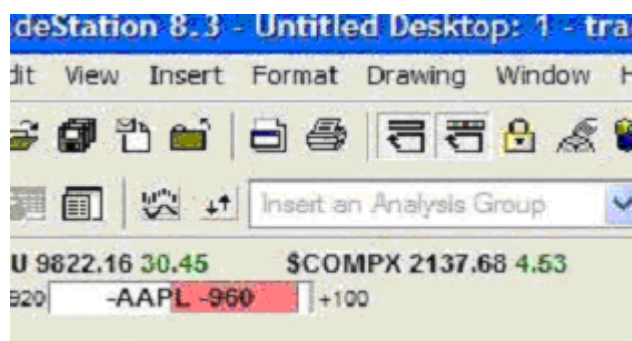 deStation 8.3 - Untitled Desktop: 1 - tra
dit View Insert Format Drawing Window H
Insert an Analysis Group
U 9822.16 30.45 $COMPX 2137.68 4.53
920 -AAPL -960 +100